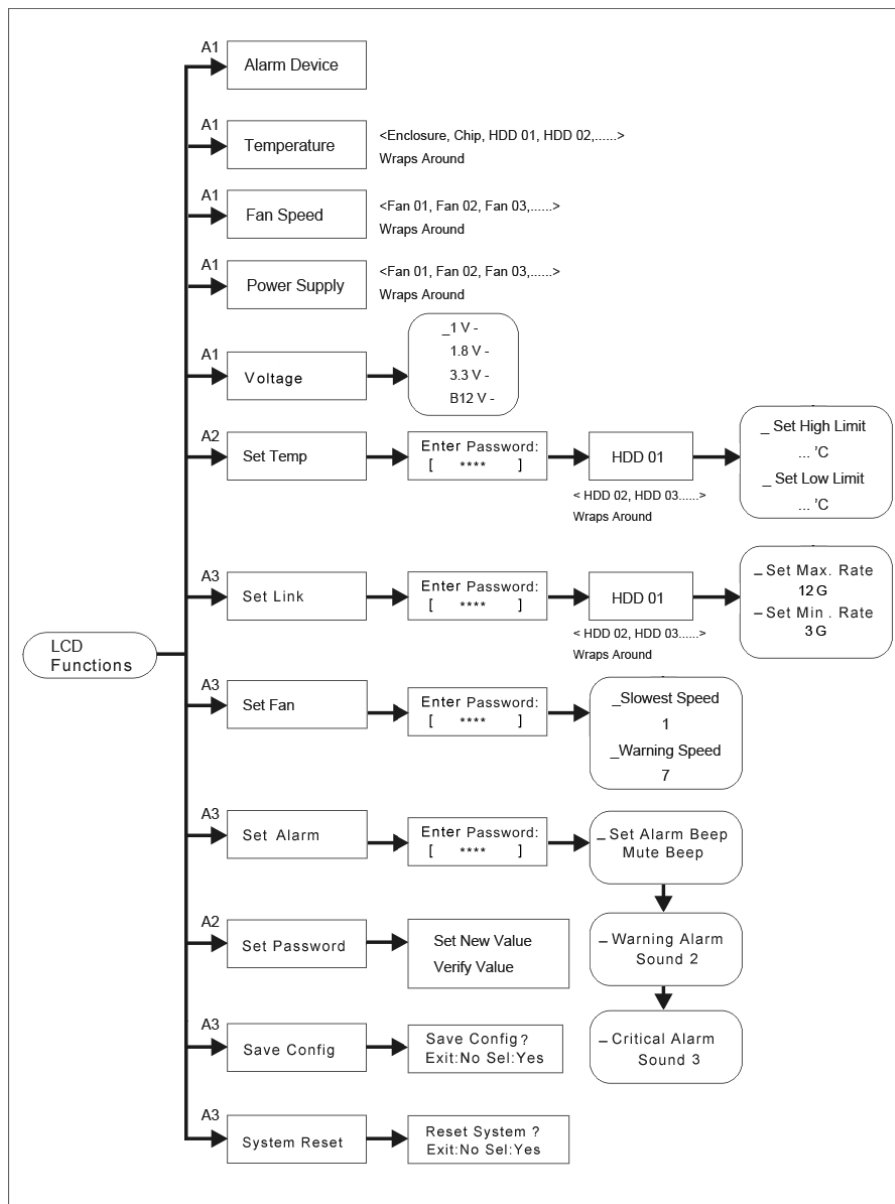 A1
Alarm Device
A1
Temperature
<Enclosure, Chip, HDD 01, HDD 02,......>
Wraps Around
A1
Fan Speed
<Fan 01, Fan 02, Fan 03,......>
Wraps Around
A1
Power Supply
<Fan 01, Fan 02, Fan 03,......>
Wraps Around
A1
Voltage
_1 V -
1.8 V -
3.3 V -
B12 V -
A2
Set Temp
Enter Password:
[ **** ]
HDD 01
< HDD 02, HDD 03......>
Wraps Around
_ Set High Limit
... 'C
_ Set Low Limit
... 'C
A3
Set Link
Enter Password:
[ **** ]
HDD 01
< HDD 02, HDD 03......>
Wraps Around
_ Set Max. Rate
12 G
_ Set Min . Rate
3 G
LCD
Functions
A3
Set Fan
Enter Password:
[ **** ]
_Slowest Speed
1
_Warning Speed
7
A3
Set Alarm
Enter Password:
[ **** ]
_ Set Alarm Beep
Mute Beep
A2
Set Password
Set New Value
Verify Value
_ Warning Alarm
Sound 2
A3
Save Config
Save Config ?
Exit:No Sel:Yes
_ Critical Alarm
Sound 3
A3
System Reset
Reset System ?
Exit:No Sel:Yes